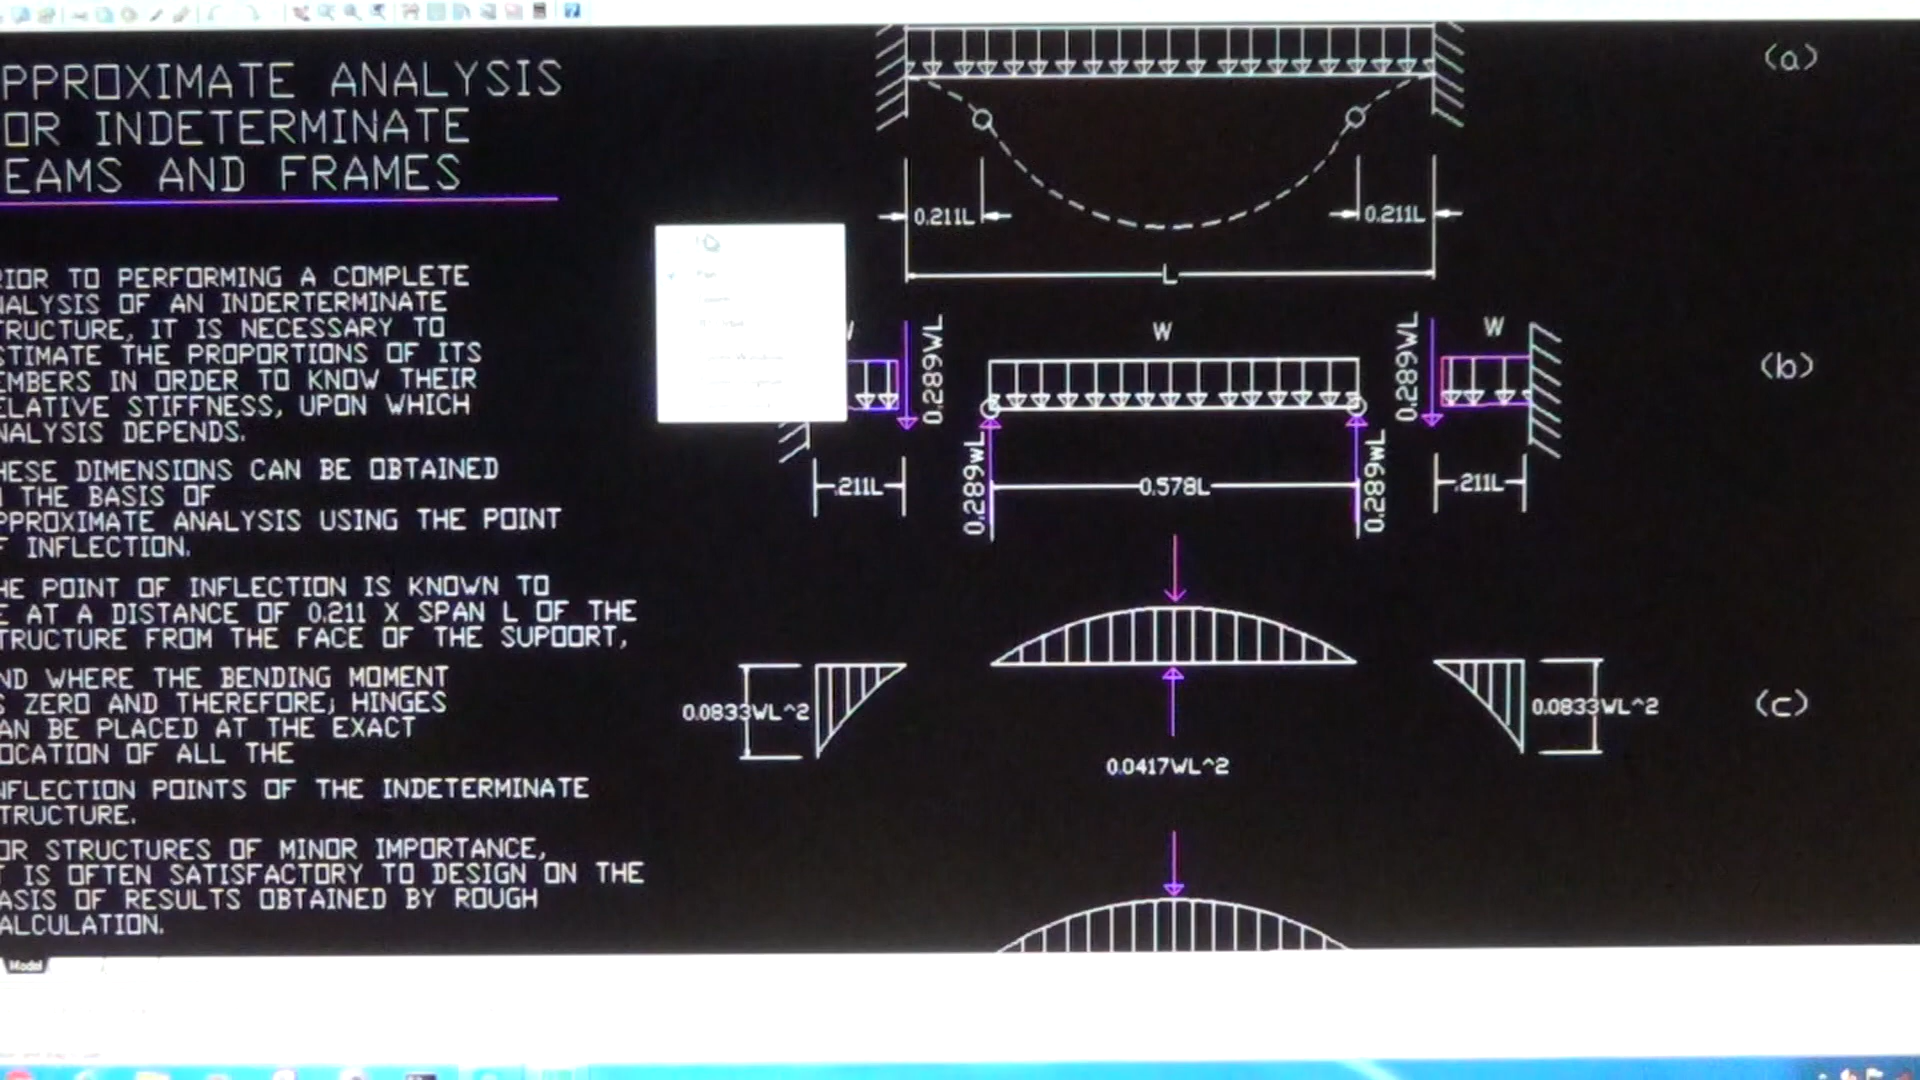 PPROXIMATE ANALYSIS
OR INDETERMINATE
EAMS AND FRAMES
RIOR TO PERFORMING A COMPLETE
NALYSIS OF AN INDERTERMINATE
TRUCTURE, IT IS NECESSARY TO
STIMATE THE PROPORTIONS OF ITS
EMBERS IN ORDER TO KNOW THEIR
ELATIVE STIFFNESS, UPON WHICH
NALYSIS DEPENDS.
HESE DIMENSIONS CAN BE OBTAINED
N THE BASIS OF
PPROXIMATE ANALYSIS USING THE POINT
F INFLECTION.
HE POINT OF INFLECTION IS KNOWN TO
E AT A DISTANCE OF 0.211 X SPAN L OF THE
TRUCTURE FROM THE FACE OF THE SUPOORT,
ND WHERE THE BENDING MOMENT
S ZERO AND THEREFORE; HINGES
AN BE PLACED AT THE EXACT
OCATION OF ALL THE
NFLECTION POINTS OF THE INDETERMINATE
TRUCTURE.
OR STRUCTURES OF MINOR IMPORTANCE,
T IS OFTEN SATISFACTORY TO DESIGN ON THE
ASIS OF RESULTS OBTAINED BY ROUGH
ALCULATION.
Model
(a)
0.211L
0.211L
L
(b)
0.289WL
W
0.289WL
W
0.289wL
0.289wL
.211L
0.578L
.211L
(c)
0.0833WL^2
0.0833WL^2
0.0417WL^2